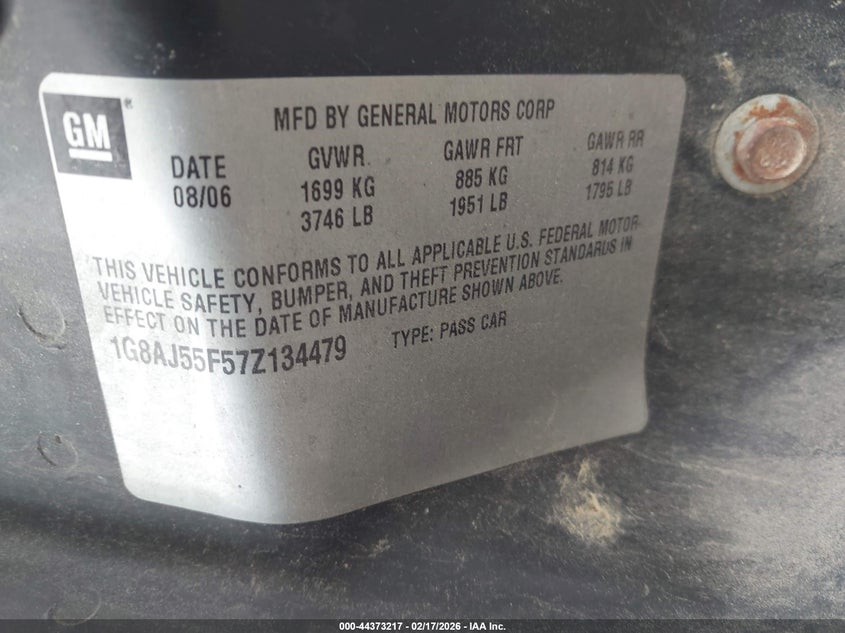 GM®
MFD BY GENERAL MOTORS CORP
DATE GVWR GAWR FRT GAWR RR
08/06 1699 KG 885 KG 814 KG
3746 LB 1951 LB 1795 LB
THIS VEHICLE CONFORMS TO ALL APPLICABLE U.S. FEDERAL MOTOR
VEHICLE SAFETY, BUMPER, AND THEFT PREVENTION STANDARDS IN
EFFECT ON THE DATE OF MANUFACTURE SHOWN ABOVE.
1G8AJ55F57Z134479 TYPE: PASS CAR
000-44373217 - 02/17/2026 - IAA Inc.